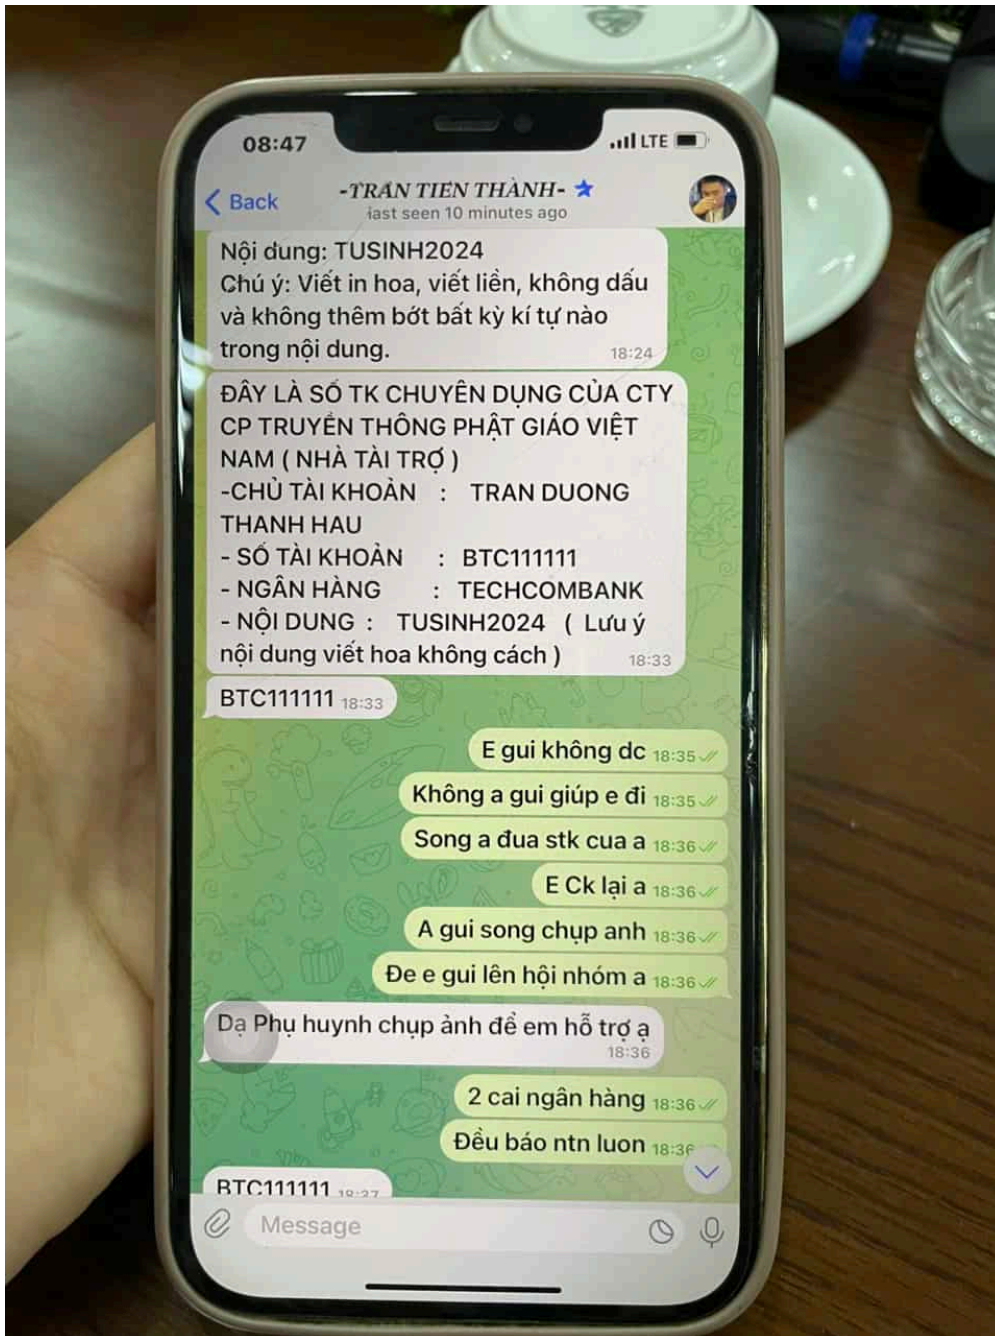 08:47
LTE
Back
-TRẦN TIẾN THÀNH-
last seen 10 minutes ago
Nội dung: TUSINH2024
Chú ý: Viết in hoa, viết liền, không dấu
và không thêm bớt bất kỳ kí tự nào
trong nội dung.
18:24
ĐÂY LÀ SỐ TK CHUYÊN DỤNG CỦA CTY
CP TRUYỀN THÔNG PHẬT GIÁO VIỆT
NAM ( NHÀ TÀI TRỢ )
-CHỦ TÀI KHOẢN : TRAN DUONG
THANH HAU
- SỐ TÀI KHOẢN : BTC111111
- NGÂN HÀNG : TECHCOMBANK
- NỘI DUNG : TUSINH2024 ( Lưu ý
nội dung viết hoa không cách )
18:33
BTC111111 18:33
E gui không dc 18:35
Không a gui giúp e đi 18:35
Song a đua stk cua a 18:36
E Ck lại a 18:36
A gui song chụp anh 18:36
Đe e gui lên hội nhóm a 18:36
Dạ Phụ huynh chụp ảnh để em hỗ trợ ạ
18:36
2 cai ngân hàng 18:36
Đều báo ntn luon 18:36
BTC111111 18:37
Message